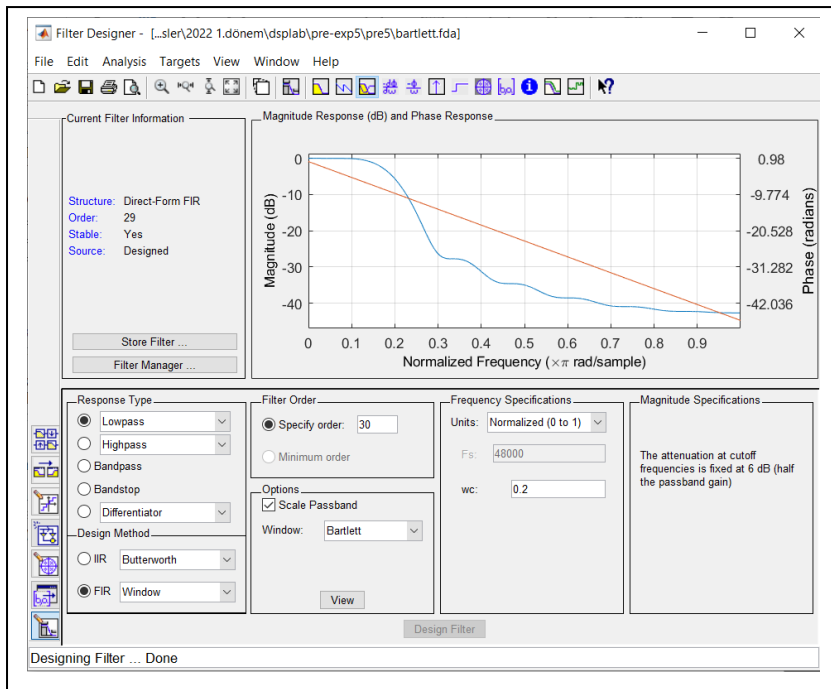 Filter Designer - [...sler\2022 1.dönem\dsplab\pre-exp5\pre5\bartlett.fda]
File Edit Analysis Targets View Window Help
Current Filter Information
Structure: Direct-Form FIR
Order: 29
Stable: Yes
Source: Designed
Store Filter ...
Filter Manager ...
Magnitude Response (dB) and Phase Response
Magnitude (dB)
0
-10
-20
-30
-40
0.98
-9.774
-20.528
-31.282
-42.036
Phase (radians)
0 0.1 0.2 0.3 0.4 0.5 0.6 0.7 0.8 0.9
Normalized Frequency (×π rad/sample)
Response Type
Lowpass
Highpass
Bandpass
Bandstop
Differentiator
Design Method
IIR Butterworth
FIR Window
Filter Order
Specify order: 30
Minimum order
Options
Scale Passband
Window: Bartlett
View
Frequency Specifications
Units: Normalized (0 to 1)
Fs: 48000
wc: 0.2
Magnitude Specifications
The attenuation at cutoff
frequencies is fixed at 6 dB (half
the passband gain)
Design Filter
Designing Filter ... Done